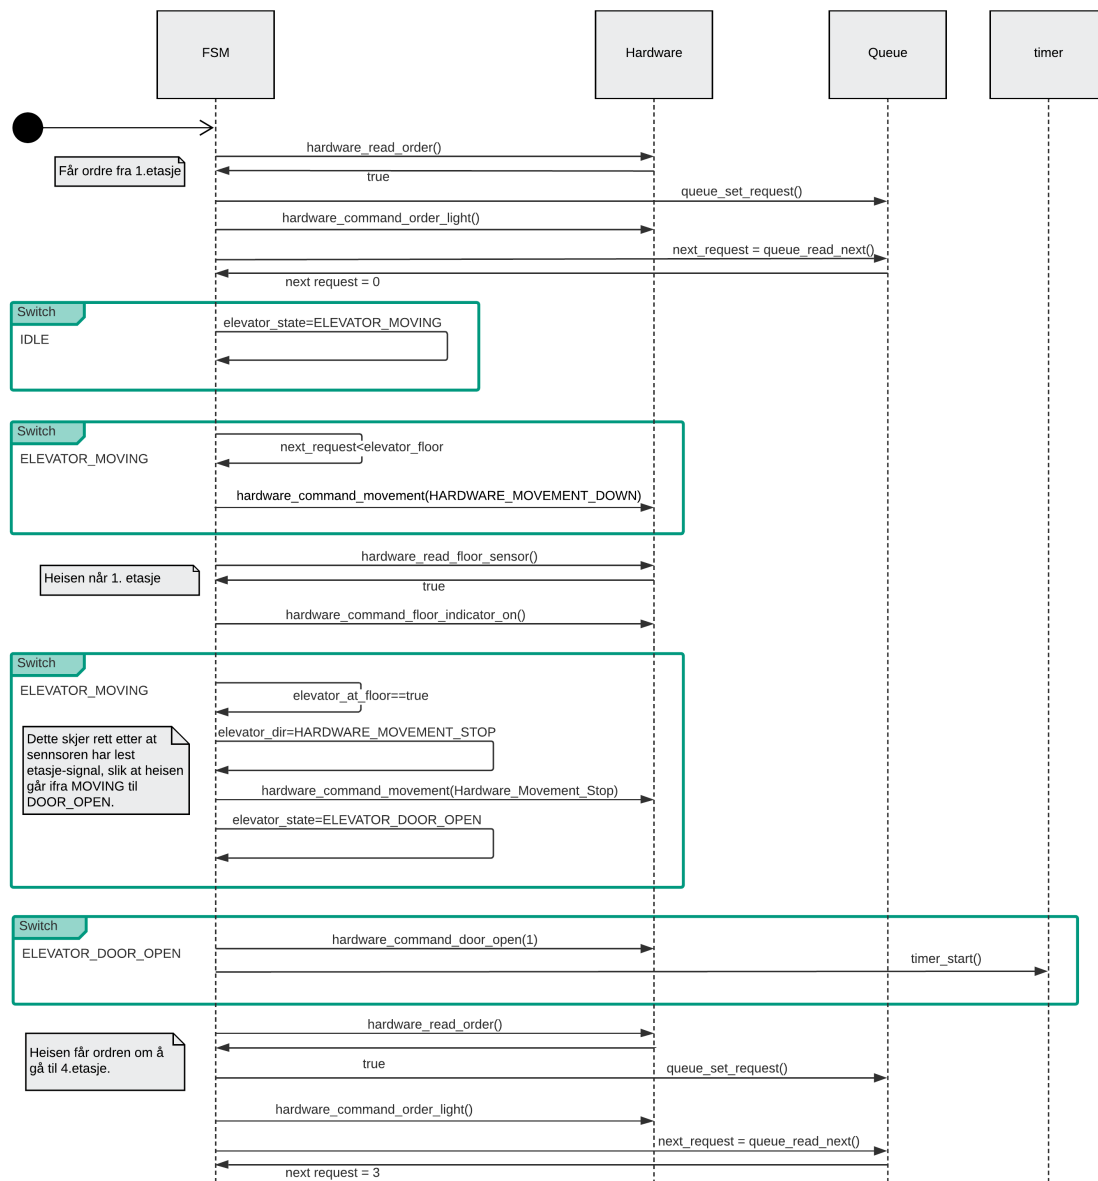 FSM
Hardware
Queue
timer
hardware_read_order()
Får ordre fra 1.etasje
true
queue_set_request()
hardware_command_order_light()
next_request = queue_read_next()
next request = 0
Switch
elevator_state=ELEVATOR_MOVING
IDLE
Switch
next_request<elevator_floor
ELEVATOR_MOVING
hardware_command_movement(HARDWARE_MOVEMENT_DOWN)
hardware_read_floor_sensor()
Heisen når 1. etasje
true
hardware_command_floor_indicator_on()
Switch
ELEVATOR_MOVING
elevator_at_floor==true
Dette skjer rett etter at
sennsoren har lest
etasje-signal, slik at heisen
går ifra MOVING til
DOOR_OPEN.
elevator_dir=HARDWARE_MOVEMENT_STOP
hardware_command_movement(Hardware_Movement_Stop)
elevator_state=ELEVATOR_DOOR_OPEN
Switch
hardware_command_door_open(1)
ELEVATOR_DOOR_OPEN
timer_start()
hardware_read_order()
Heisen får ordren om å
gå til 4.etasje.
true
queue_set_request()
hardware_command_order_light()
next_request = queue_read_next()
next request = 3